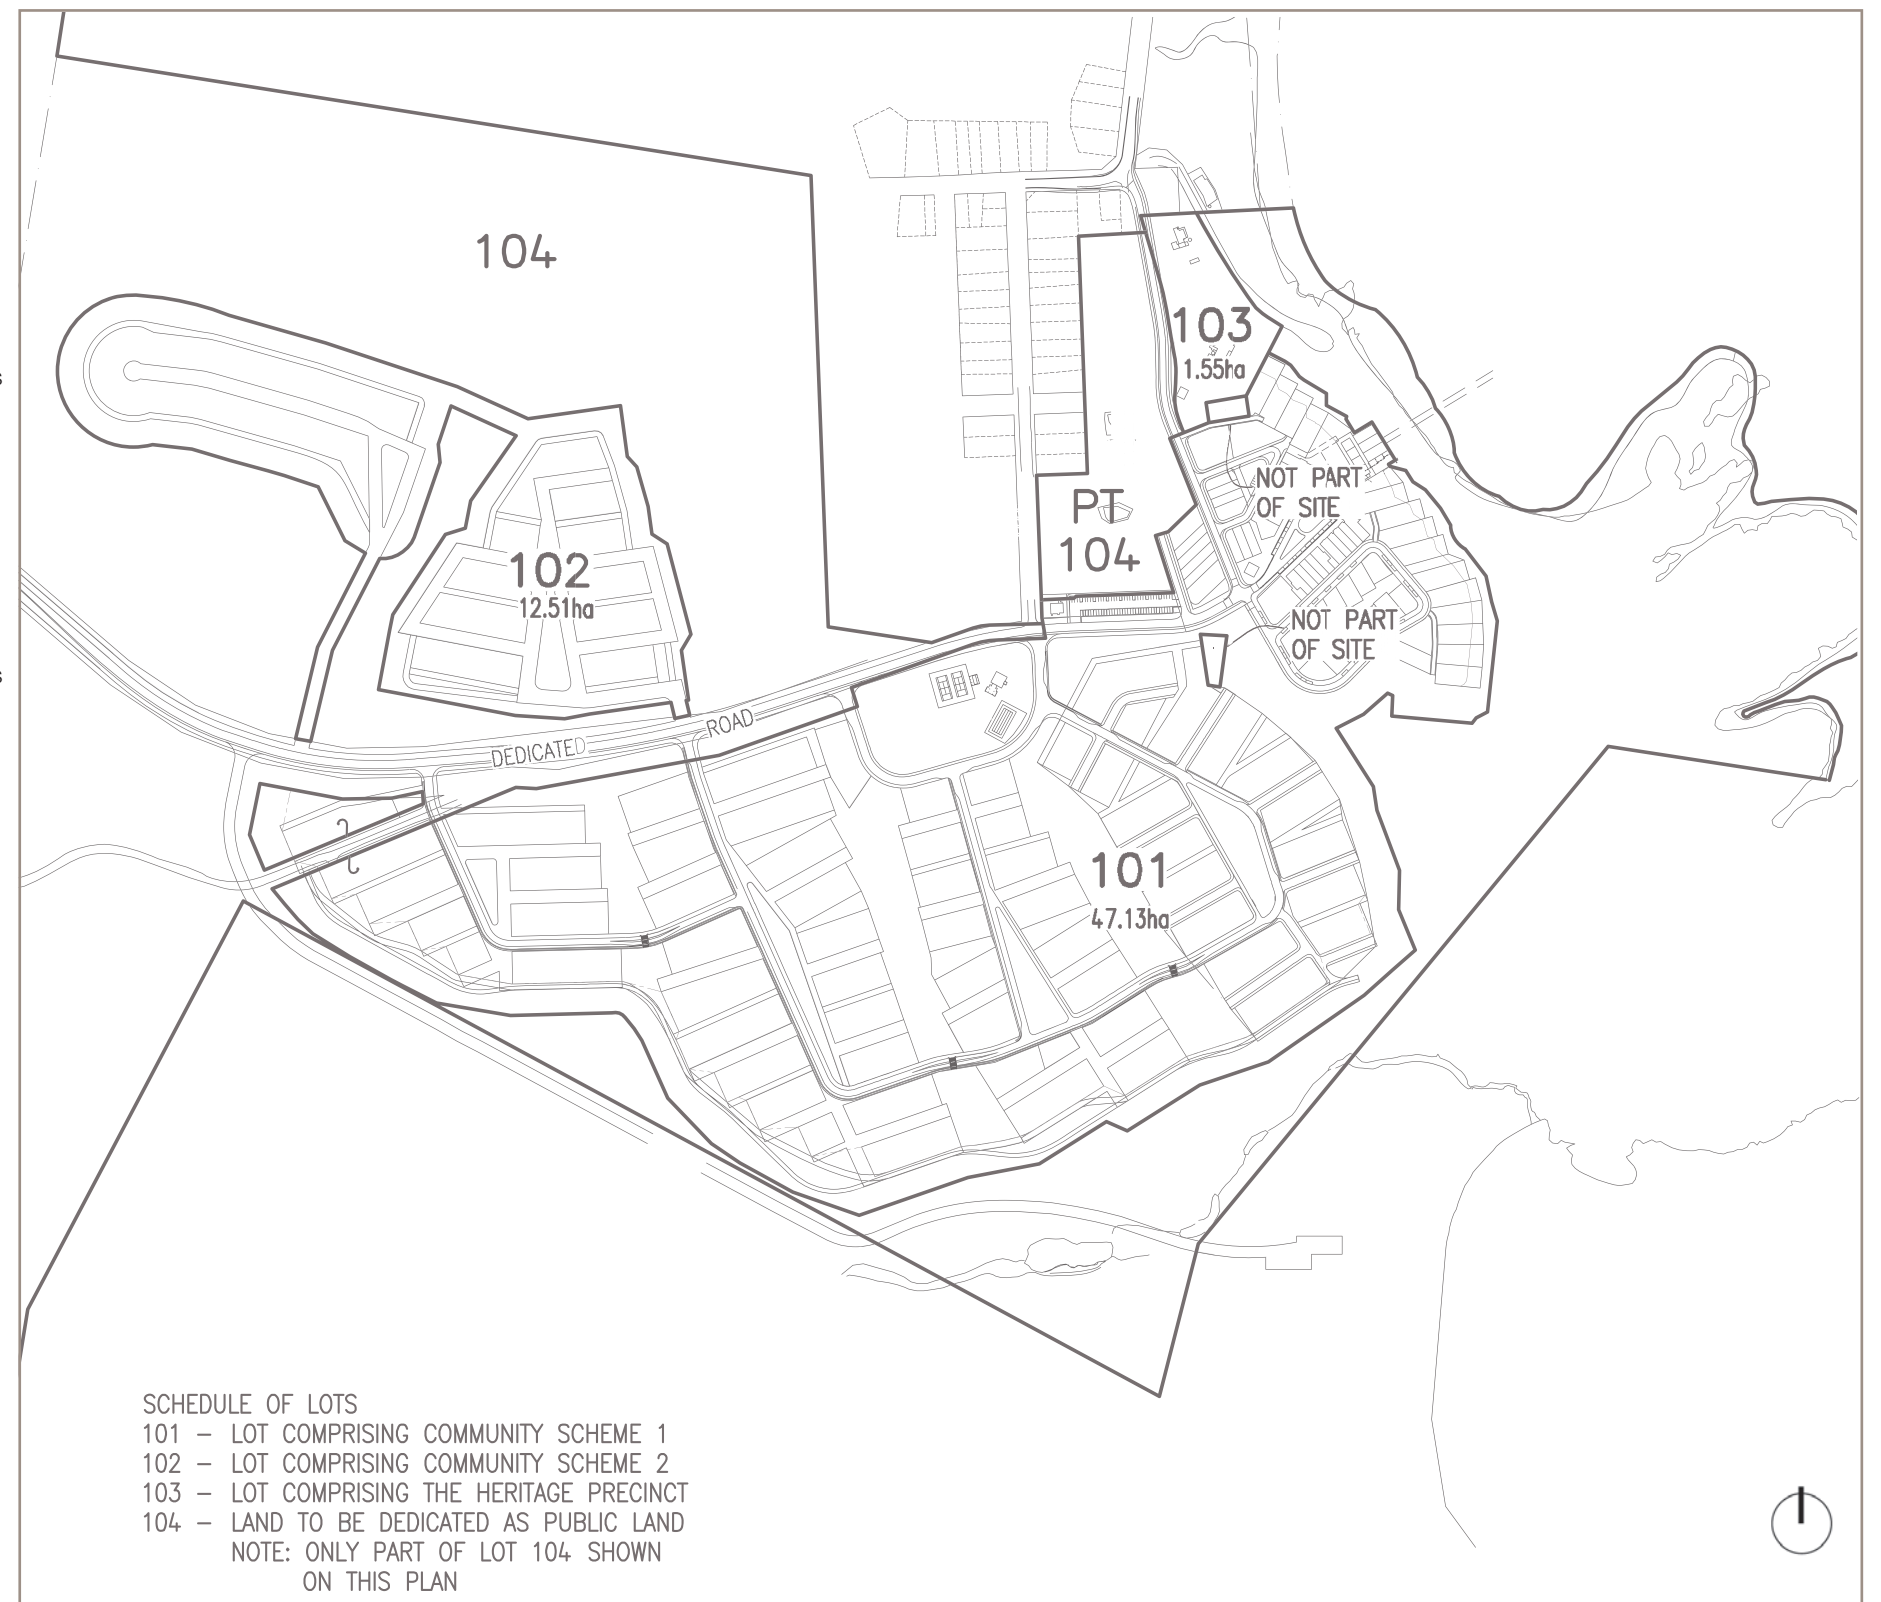 104
103
1.55ha
NOT PART
OF SITE
PT
104
102
12.51ha
NOT PART
OF SITE
DEDICATED ROAD
101
47.13ha
SCHEDULE OF LOTS
101 – LOT COMPRISING COMMUNITY SCHEME 1
102 – LOT COMPRISING COMMUNITY SCHEME 2
103 – LOT COMPRISING THE HERITAGE PRECINCT
104 – LAND TO BE DEDICATED AS PUBLIC LAND
NOTE: ONLY PART OF LOT 104 SHOWN
ON THIS PLAN